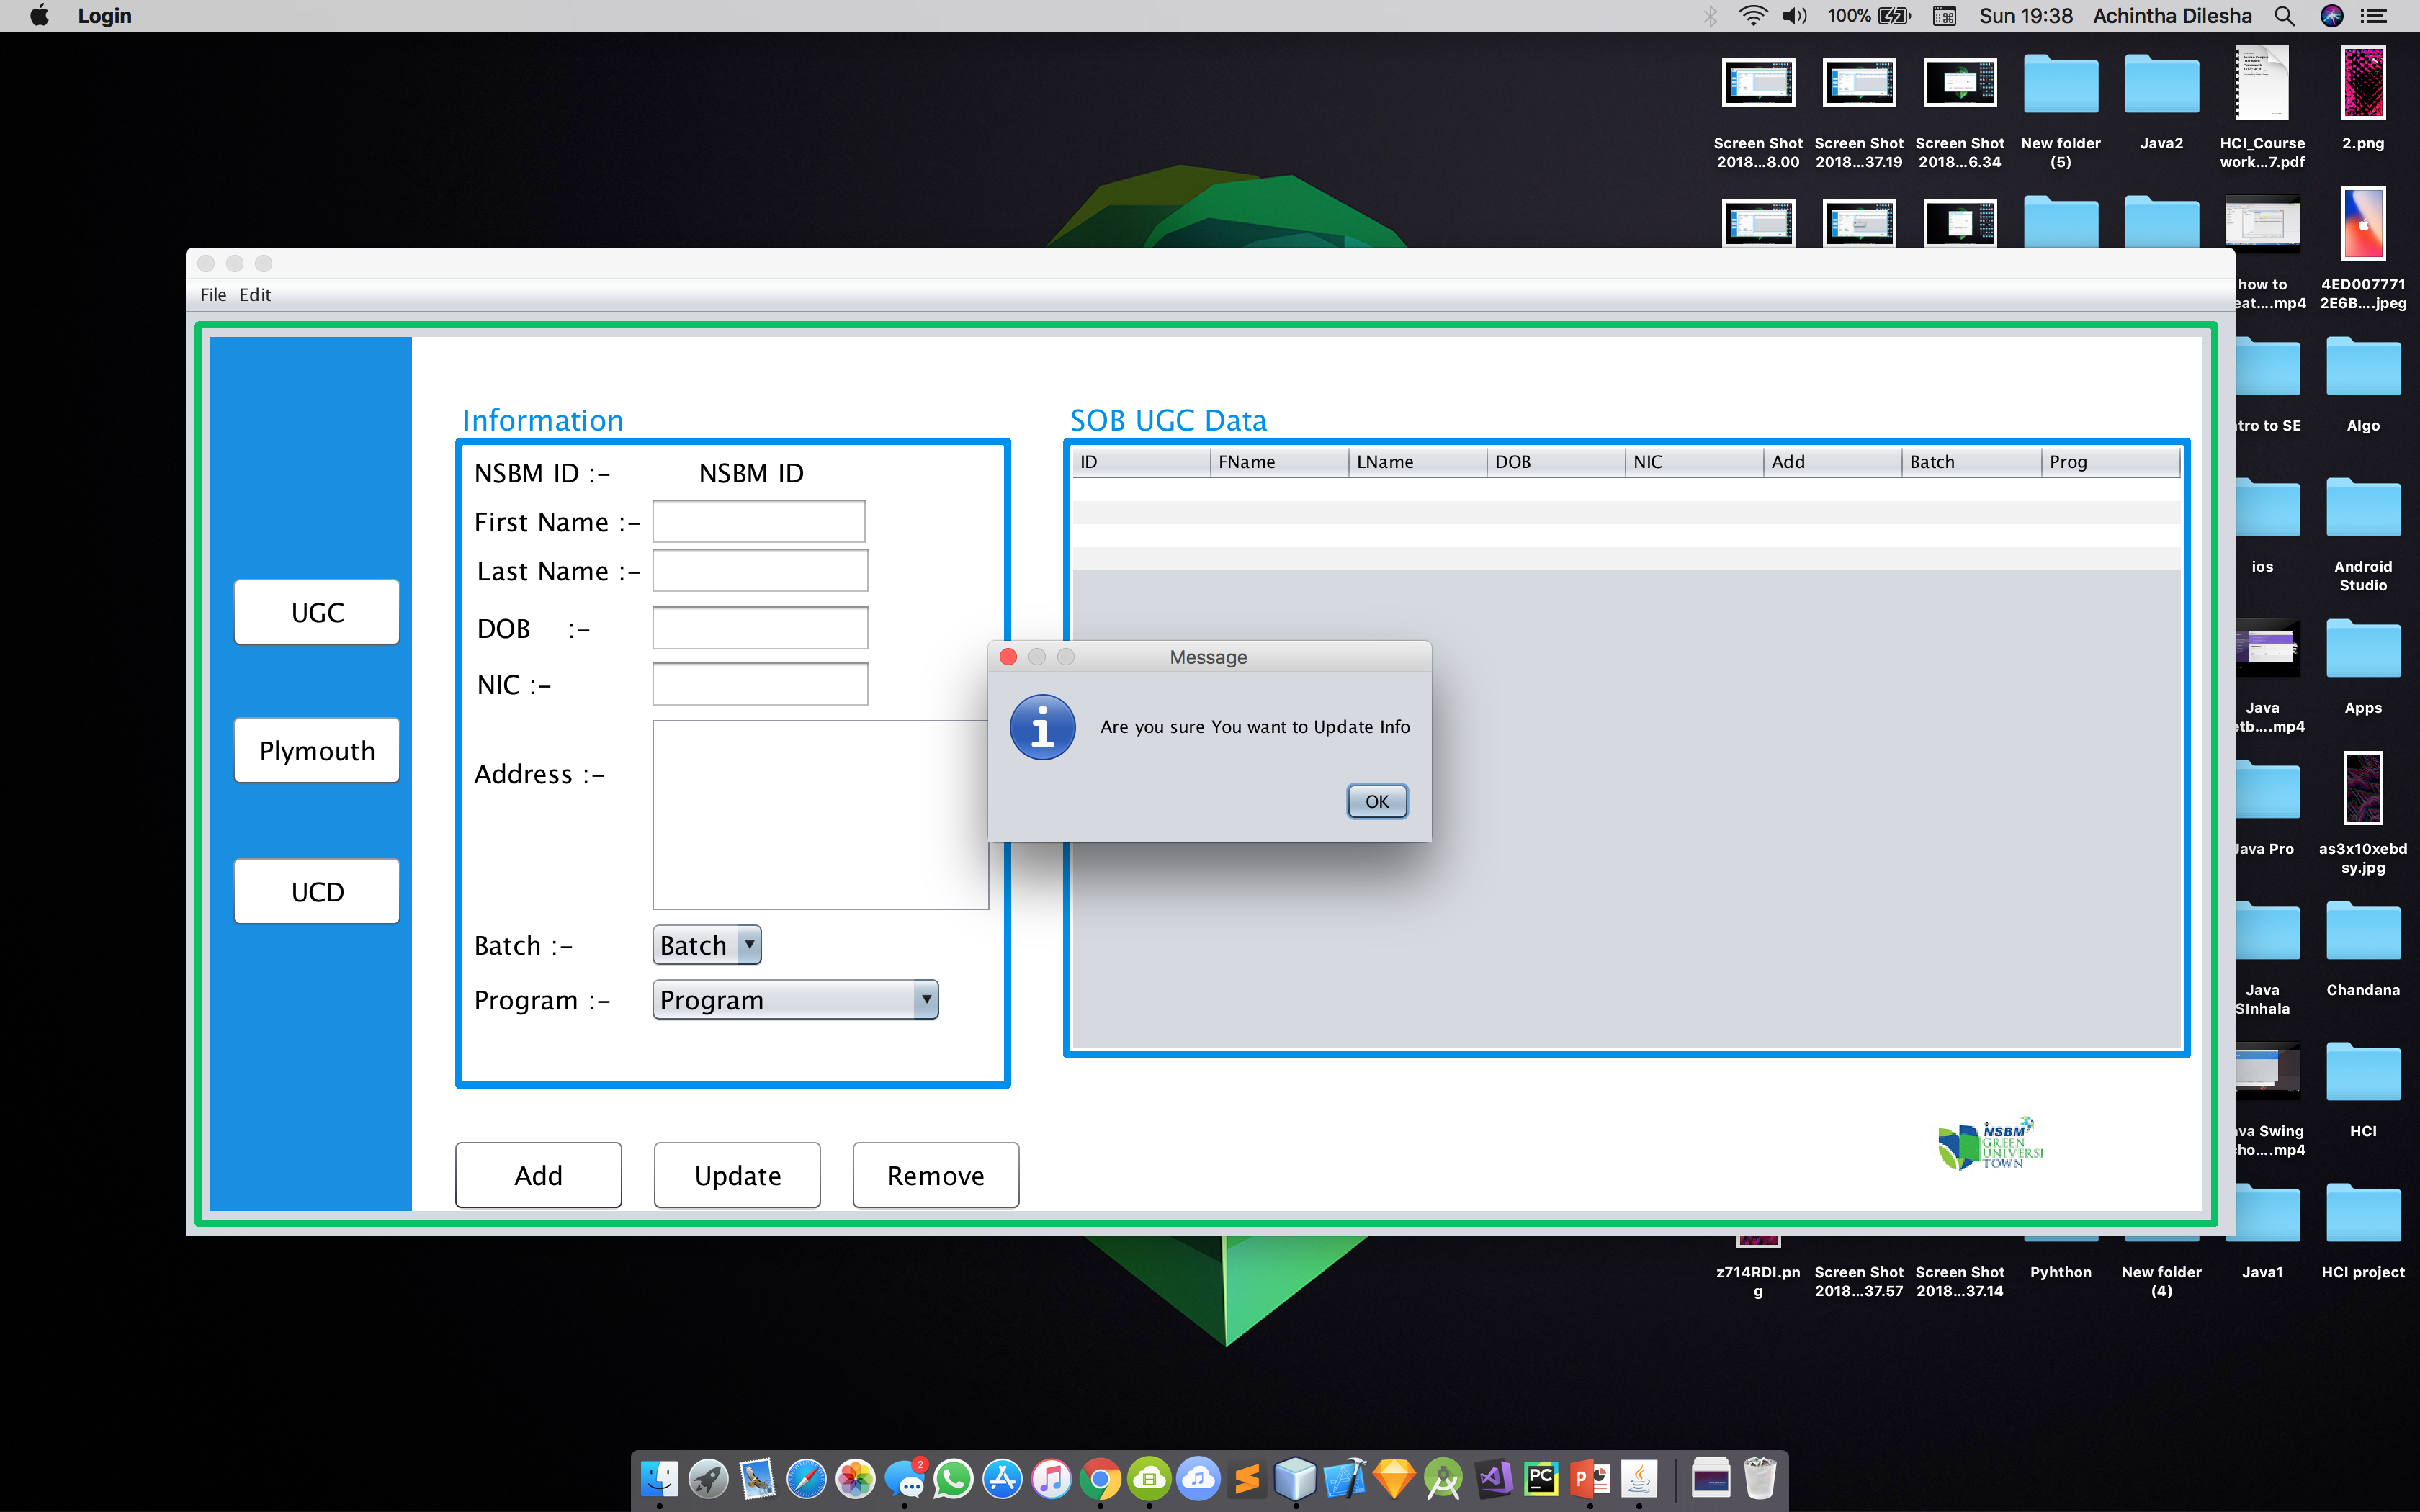 Login
100%
Sun 19:38
Achintha Dilesha
Screen Shot 2018...8.00
Screen Shot 2018...37.19
Screen Shot 2018...6.34
New folder (5)
Java2
HCI_Course work...7.pdf
2.png
how to
eat....mp4
4ED007771 2E6B....jpeg
File Edit
Information
SOB UGC Data
NSBM ID :-
NSBM ID
ID
FName
LName
DOB
NIC
Add
Batch
Prog
First Name :-
Last Name :-
DOB :-
NIC :-
Address :-
Batch :-
Batch
Program :-
Program
UGC
Plymouth
UCD
Message
Are you sure You want to Update Info
OK
Add
Update
Remove
NSBM
GREEN
UNIVERSI
TOWN
tro to SE
Algo
ios
Android Studio
Java
etb....mp4
Apps
Java Pro
as3x10xebd sy.jpg
Java SInhala
Chandana
va Swing
ho....mp4
HCI
z714RDI.pn g
Screen Shot 2018...37.57
Screen Shot 2018...37.14
Pyhthon
New folder (4)
Java1
HCI project
2
PC
P